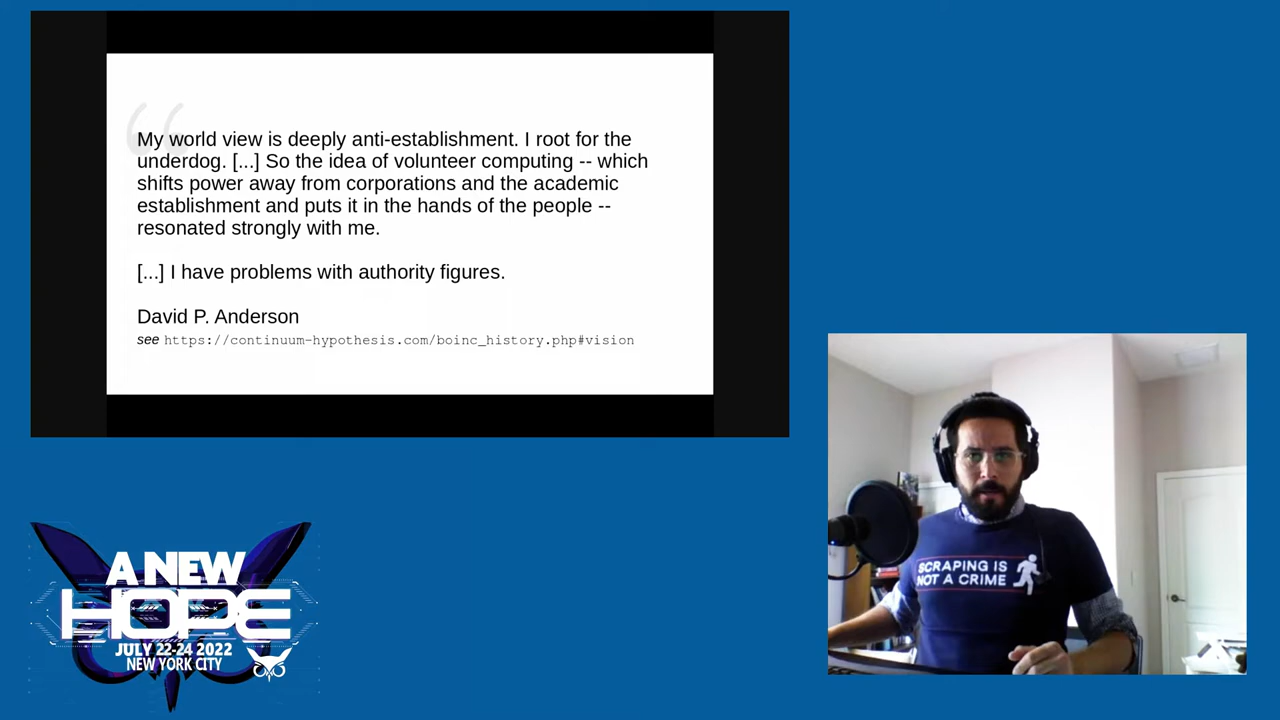 “
My world view is deeply anti-establishment. I root for the
underdog. [...] So the idea of volunteer computing -- which
shifts power away from corporations and the academic
establishment and puts it in the hands of the people --
resonated strongly with me.
[...] I have problems with authority figures.
David P. Anderson
see https://continuum-hypothesis.com/boinc_history.php#vision
SCRAPING IS
NOT A CRIME
A NEW
HOPE
JULY 22-24 2022
NEW YORK CITY